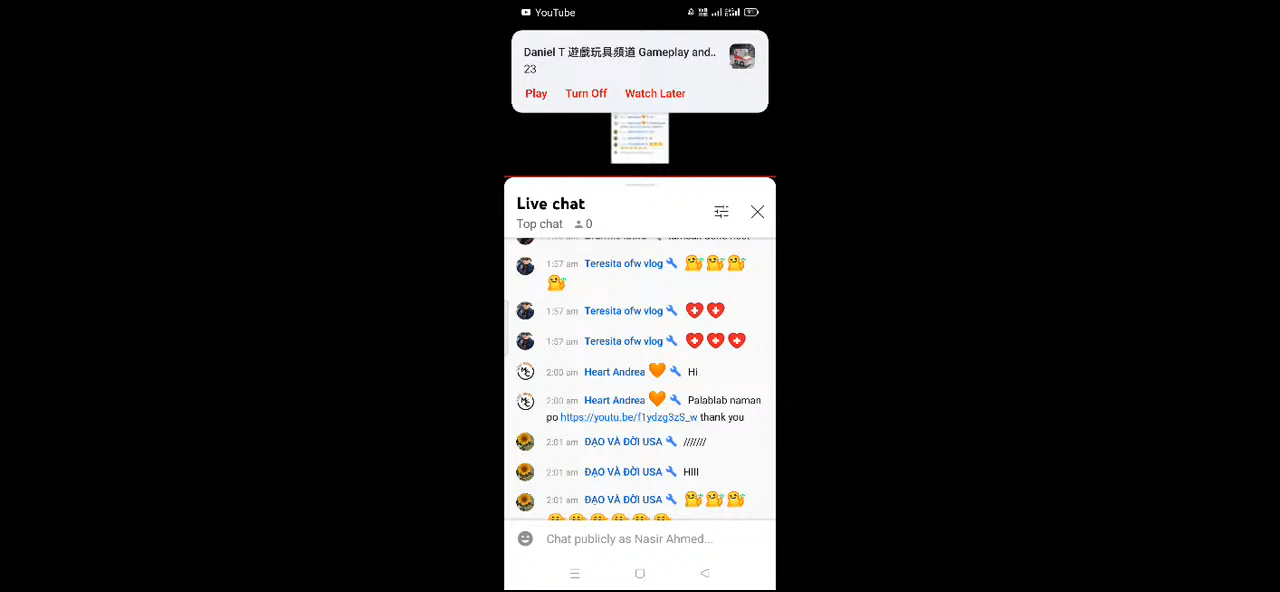 YouTube
Daniel T 遊戲玩具頻道 Gameplay and..
23
Play Turn Off Watch Later
Live chat
Top chat 0
1:57 am Teresita ofw vlog
1:57 am Teresita ofw vlog
1:57 am Teresita ofw vlog
2:00 am Heart Andrea 🧡 Hi
2:00 am Heart Andrea 🧡 Palablab naman
po https://youtu.be/f1ydzg3zS_w thank you
2:01 am ĐẠO VÀ ĐỜI USA ///////
2:01 am ĐẠO VÀ ĐỜI USA HIII
2:01 am ĐẠO VÀ ĐỜI USA
Chat publicly as Nasir Ahmed...